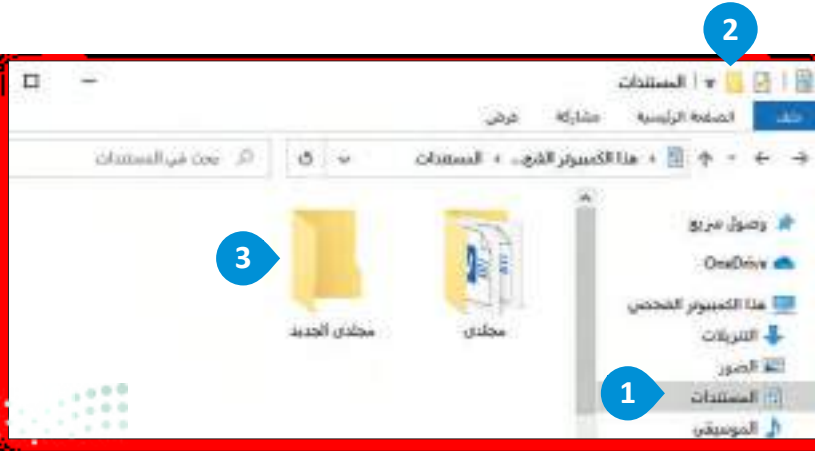 2
المستندات
ملف الصفحة الرئيسية مشاركة عرض
هذا الكمبيوتر الشخ... المستندات
بحث في المستندات
وصول سريع
OneDrive
هذا الكمبيوتر الشخصي
التنزيلات
الصور
1 المستندات
الموسيقى
3
مجلدي
مجلدي الجديد